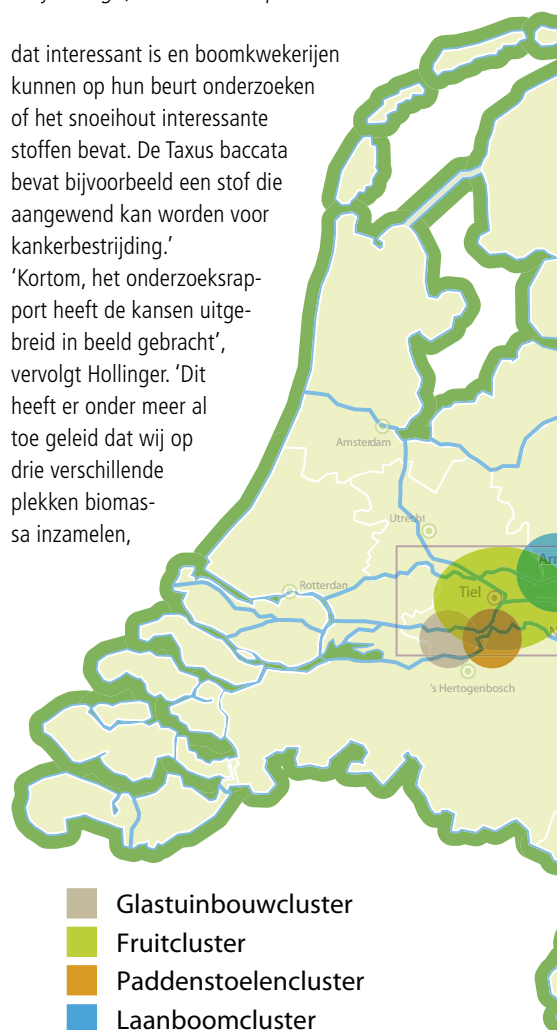 dat interessant is en boomkwekerijen
kunnen op hun beurt onderzoeken
of het snoeihout interessante
stoffen bevat. De Taxus baccata
bevat bijvoorbeeld een stof die
aangewend kan worden voor
kankerbestrijding.’
‘Kortom, het onderzoeksrap-
port heeft de kansen uitge-
breid in beeld gebracht’,
vervolgt Hollinger. ‘Dit
heeft er onder meer al
toe geleid dat wij op
drie verschillende
plekken biomas-
sa inzamelen,
Amsterdam
Utrecht
Rotterdan
Tiel
's Hertogenbosch
Glastuinbouwcluster
Fruitcluster
Paddenstoelencluster
Laanboomcluster